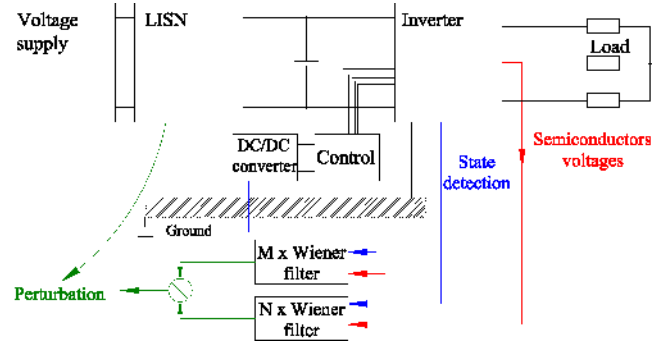 Voltage
supply
LISN
Inverter
Load
DC/DC
converter
Control
Semiconductors
voltages
State
detection
Ground
M x Wiener
filter
Perturbation
N x Wiener
filter